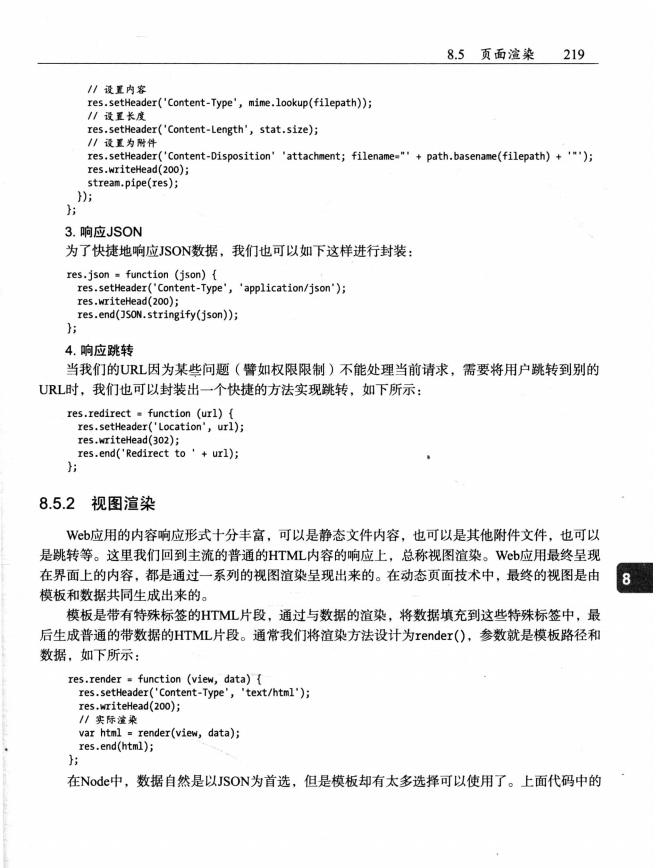 8.5 页面渲染 219
// 设置内容
res.setHeader('Content-Type', mime.lookup(filepath));
// 设置长度
res.setHeader('Content-Length', stat.size);
// 设置为附件
res.setHeader('Content-Disposition' 'attachment; filename="' + path.basename(filepath) + '"');
res.writeHead(200);
stream.pipe(res);
});
};
3. 响应JSON
为了快捷地响应JSON数据，我们也可以如下这样进行封装：
res.json = function (json) {
res.setHeader('Content-Type', 'application/json');
res.writeHead(200);
res.end(JSON.stringify(json));
};
4. 响应跳转
当我们的URL因为某些问题（譬如权限限制）不能处理当前请求，需要将用户跳转到别的
URL时，我们也可以封装出一个快捷的方法实现跳转，如下所示：
res.redirect = function (url) {
res.setHeader('Location', url);
res.writeHead(302);
res.end('Redirect to ' + url);
};
8.5.2 视图渲染
Web应用的内容响应形式十分丰富，可以是静态文件内容，也可以是其他附件文件，也可以
是跳转等。这里我们回到主流的普通的HTML内容的响应上，总称视图渲染。Web应用最终呈现
在界面上的内容，都是通过一系列的视图渲染呈现出来的。在动态页面技术中，最终的视图是由
模板和数据共同生成出来的。
8
模板是带有特殊标签的HTML片段，通过与数据的渲染，将数据填充到这些特殊标签中，最
后生成普通的带数据的HTML片段。通常我们将渲染方法设计为render()，参数就是模板路径和
数据，如下所示：
res.render = function (view, data) {
res.setHeader('Content-Type', 'text/html');
res.writeHead(200);
// 实际渲染
var html = render(view, data);
res.end(html);
};
在Node中，数据自然是以JSON为首选，但是模板却有太多选择可以使用了。上面代码中的